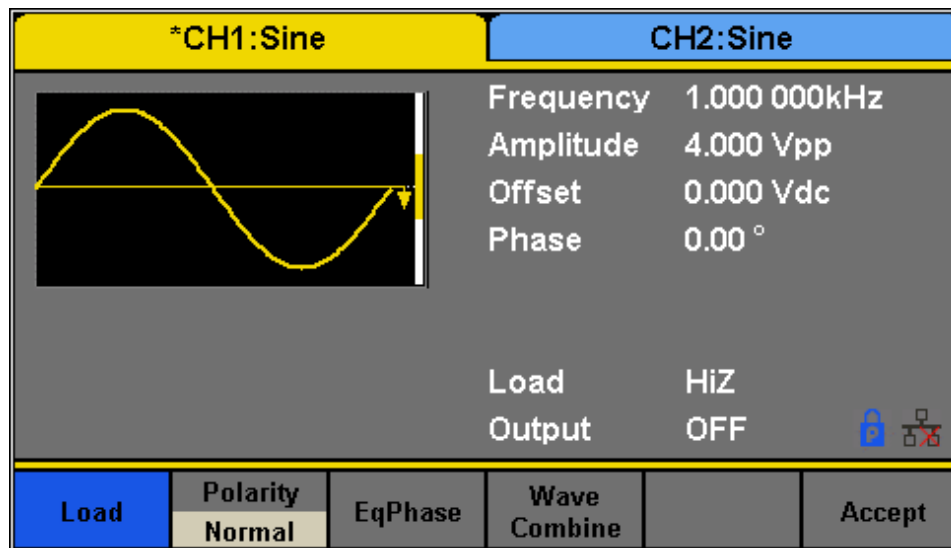 *CH1:Sine CH2:Sine
Frequency 1.000 000kHz
Amplitude 4.000 Vpp
Offset 0.000 Vdc
Phase 0.00 °
Load HiZ
Output OFF
P
Load
Polarity
Normal
EqPhase
Wave
Combine
Accept